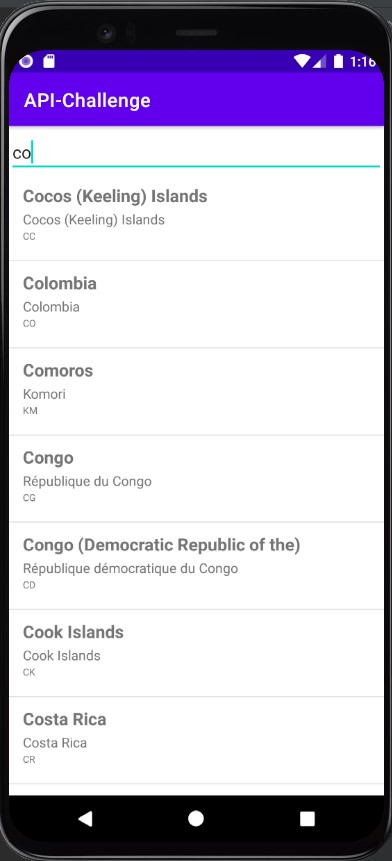 1:16
API-Challenge
co
Cocos (Keeling) Islands
Cocos (Keeling) Islands
CC
Colombia
Colombia
CO
Comoros
Komori
KM
Congo
République du Congo
CG
Congo (Democratic Republic of the)
République démocratique du Congo
CD
Cook Islands
Cook Islands
CK
Costa Rica
Costa Rica
CR